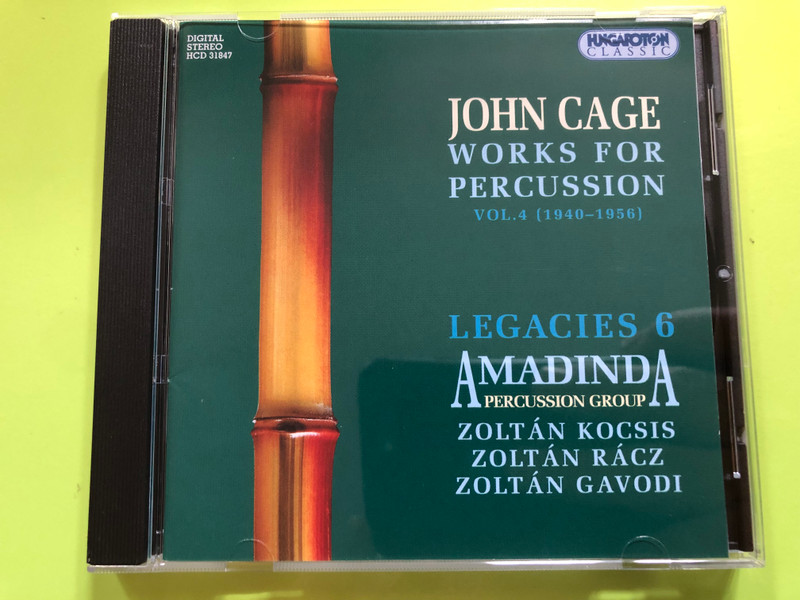 DIGITAL
STEREO
HCD 31847
HUNGAROTON
CLASSIC
JOHN CAGE
WORKS FOR
PERCUSSION
VOL.4 (1940–1956)
LEGACIES 6
AMADINDA
PERCUSSION GROUP
ZOLTÁN KOCSIS
ZOLTÁN RÁCZ
ZOLTÁN GAVODI